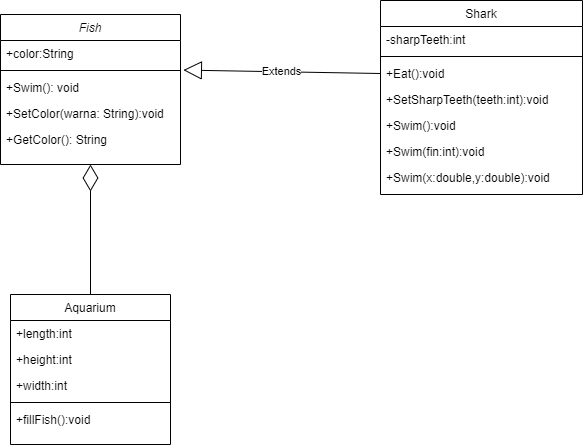 Fish
+color:String
+Swim(): void
+SetColor(warna: String):void
+GetColor(): String
Extends
Shark
-sharpTeeth:int
+Eat():void
+SetSharpTeeth(teeth:int):void
+Swim():void
+Swim(fin:int):void
+Swim(x:double,y:double):void
Aquarium
+length:int
+height:int
+width:int
+fillFish():void